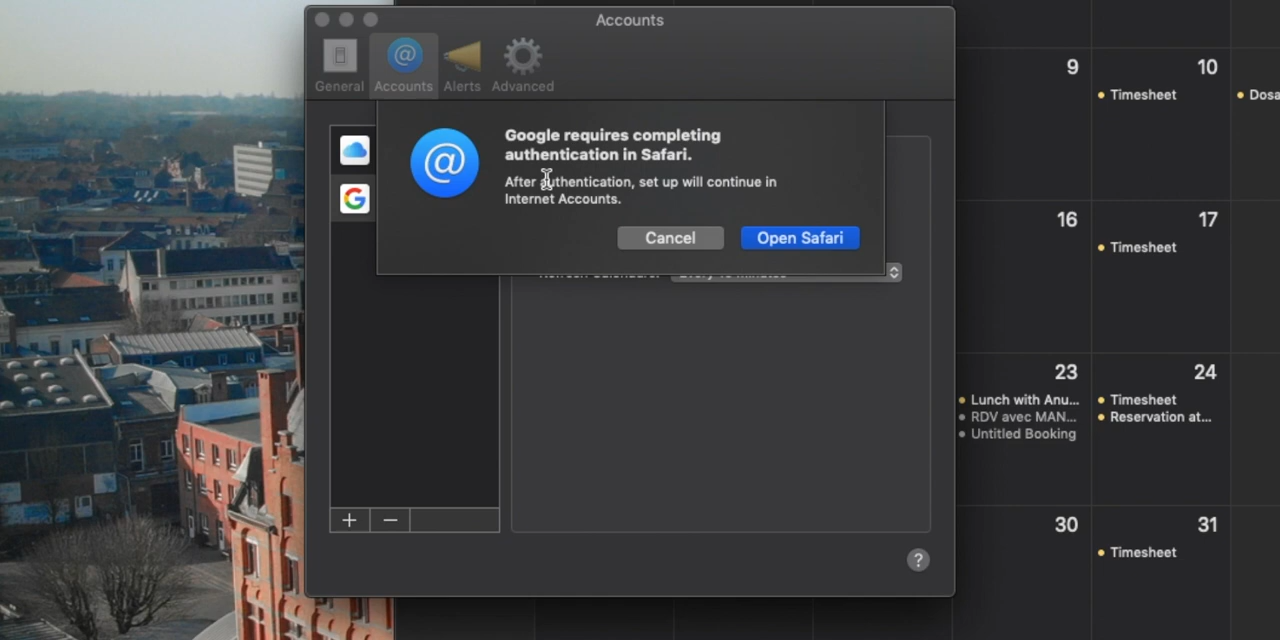 Accounts
General
Accounts
Alerts
Advanced
Google requires completing
authentication in Safari.
After authentication, set up will continue in
Internet Accounts.
Cancel
Open Safari
?
9
10
Timesheet
Dosa
16
17
Timesheet
23
24
Lunch with Anu...
Timesheet
RDV avec MAN...
Reservation at...
Untitled Booking
30
31
Timesheet